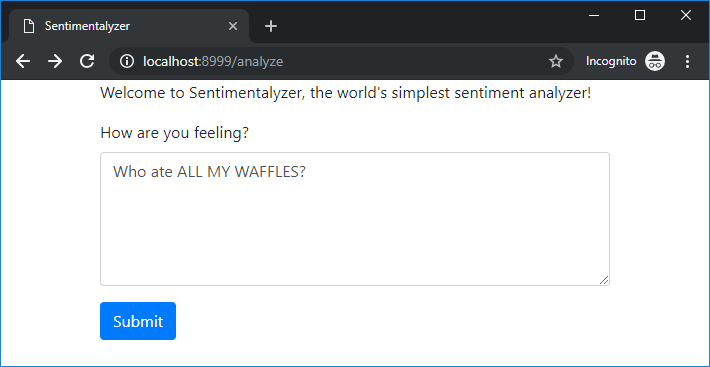 Sentimentalyzer
localhost:8999/analyze
Incognito
Welcome to Sentimentalyzer, the world's simplest sentiment analyzer!
How are you feeling?
Who ate ALL MY WAFFLES?
Submit